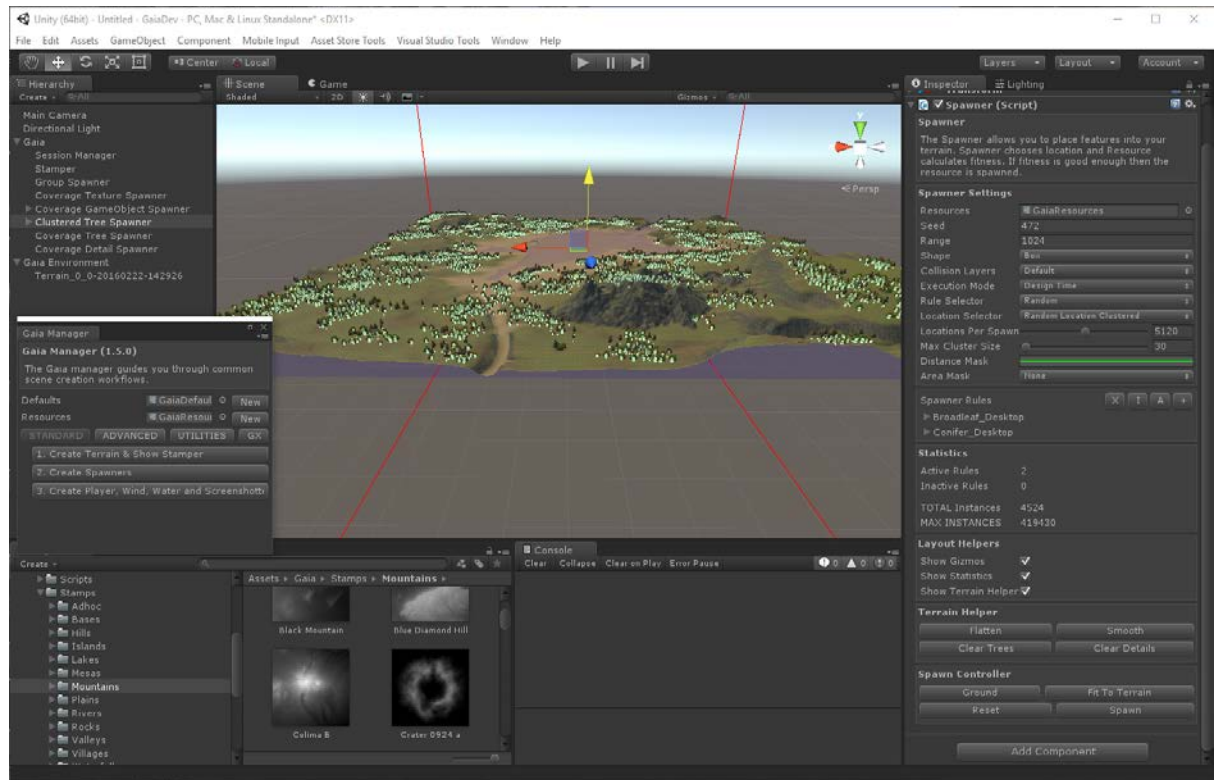 Unity (64bit) - Untitled - GaiaDev - PC, Mac & Linux Standalone* <DX11>
File Edit Assets GameObject Component Mobile Input Asset Store Tools Visual Studio Tools Window Help
Center Local
Layers Layout Account
Hierarchy
Create All
Main Camera
Directional Light
Gaia
Session Manager
Stamper
Group Spawner
Coverage Texture Spawner
Coverage GameObject Spawner
Clustered Tree Spawner
Coverage Tree Spawner
Coverage Detail Spawner
Gaia Environment
Terrain_0_0-20160222-142926
Scene Game
Shaded 2D Gizmos All
y
Persp
Gaia Manager
Gaia Manager (1.5.0)
The Gaia manager guides you through common
scene creation workflows.
Defaults GaiaDefaul New
Resources GaiaResoui New
STANDARD ADVANCED UTILITIES GX
1. Create Terrain & Show Stamper
2. Create Spawners
3. Create Player, Wind, Water and Screenshotte
Create
Scripts
Stamps
Adhoc
Bases
Hills
Islands
Lakes
Mesas
Mountains
Plains
Rivers
Rocks
Valleys
Villages
Assets Gaia Stamps Mountains
Black Mountain Blue Diamond Hill
Colima B Crater 0924 a
Console
Clear Collapse Clear on Play Error Pause 0 0 0
Inspector Lighting
Spawner (Script)
Spawner
The Spawner allows you to place features into your
terrain. Spawner chooses location and Resource
calculates fitness. If fitness is good enough then the
resource is spawned.
Spawner Settings
Resources GaiaResources
Seed 472
Range 1024
Shape Box
Collision Layers Default
Execution Mode Design Time
Rule Selector Random
Location Selector Random Location Clustered
Locations Per Spawn 5120
Max Cluster Size 30
Distance Mask
Area Mask None
Spawner Rules X I A +
Broadleaf_Desktop
Conifer_Desktop
Statistics
Active Rules 2
Inactive Rules 0
TOTAL Instances 4524
MAX INSTANCES 419430
Layout Helpers
Show Gizmos
Show Statistics
Show Terrain Helper
Terrain Helper
Flatten Smooth
Clear Trees Clear Details
Spawn Controller
Ground Fit To Terrain
Reset Spawn
Add Component